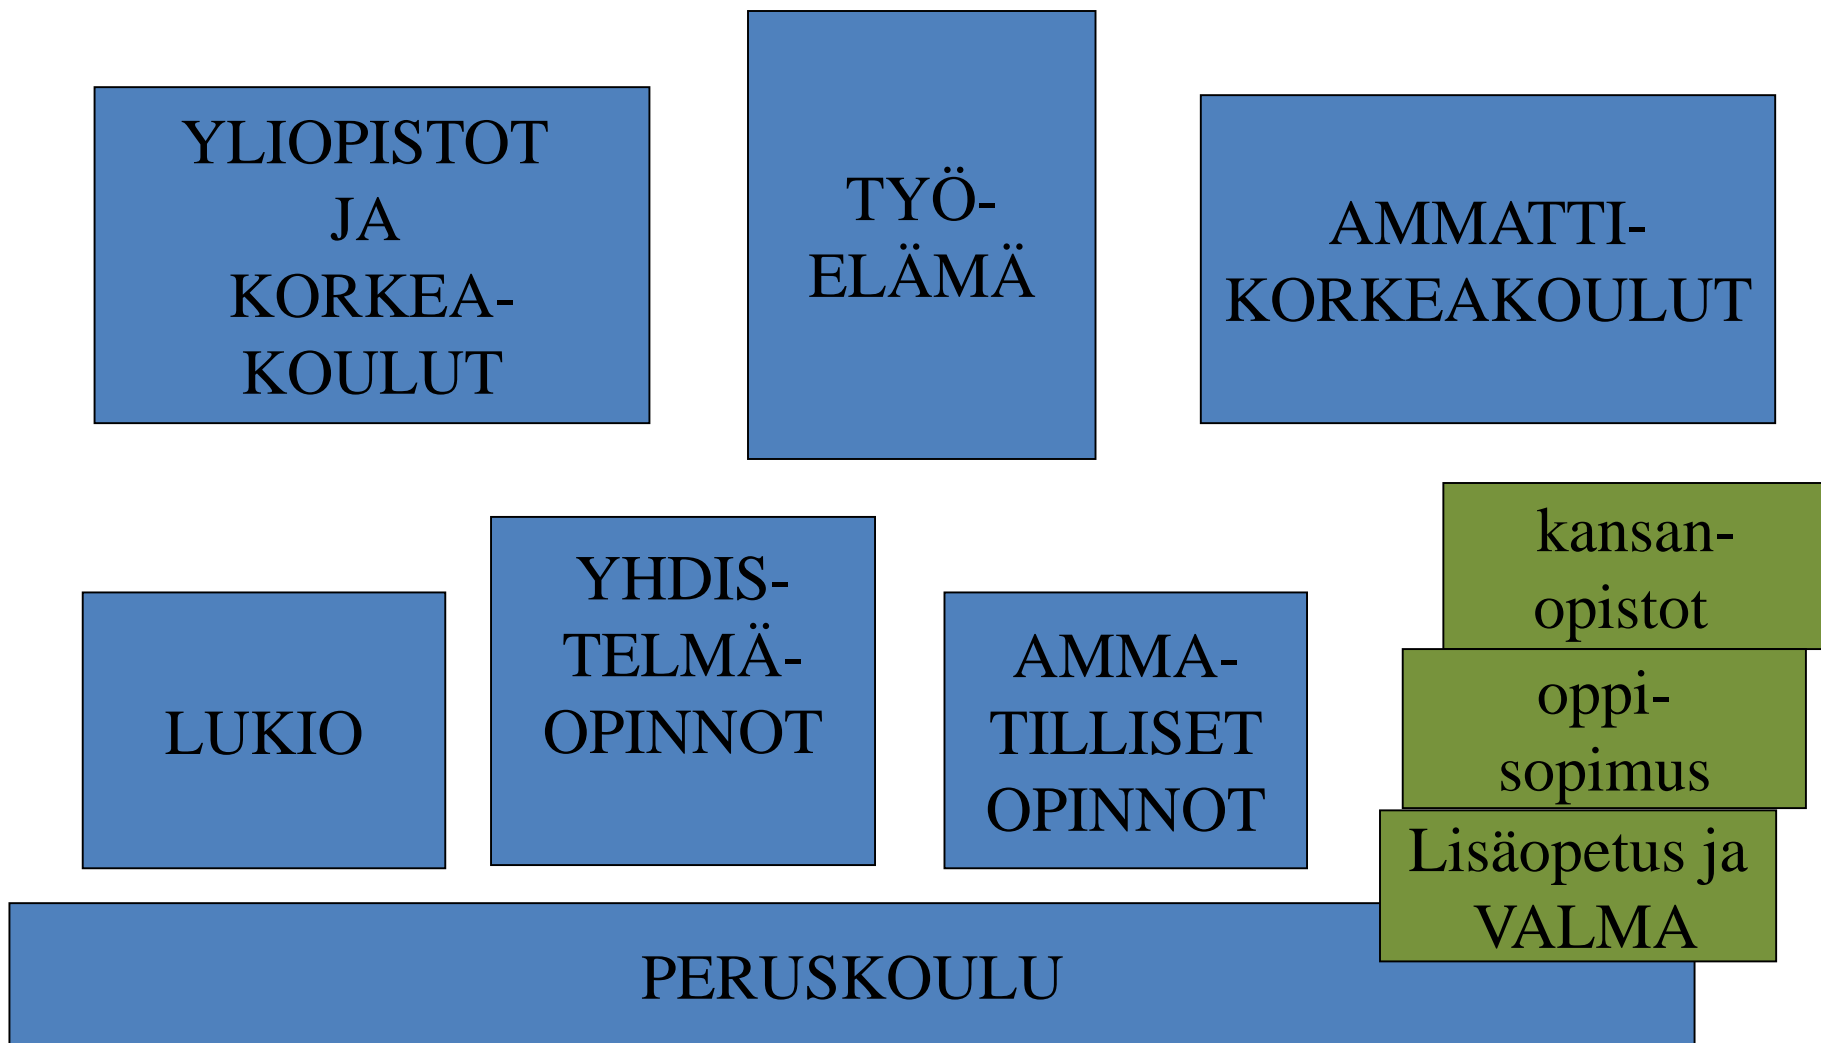 YLIOPISTOT
JA
KORKEA-
KOULUT
TYÖ-
ELÄMÄ
AMMATTI-
KORKEAKOULUT
LUKIO
YHDIS-
TELMÄ-
OPINNOT
AMMA-
TILLISET
OPINNOT
kansan-
opistot
oppi-
sopimus
Lisäopetus ja
VALMA
PERUSKOULU